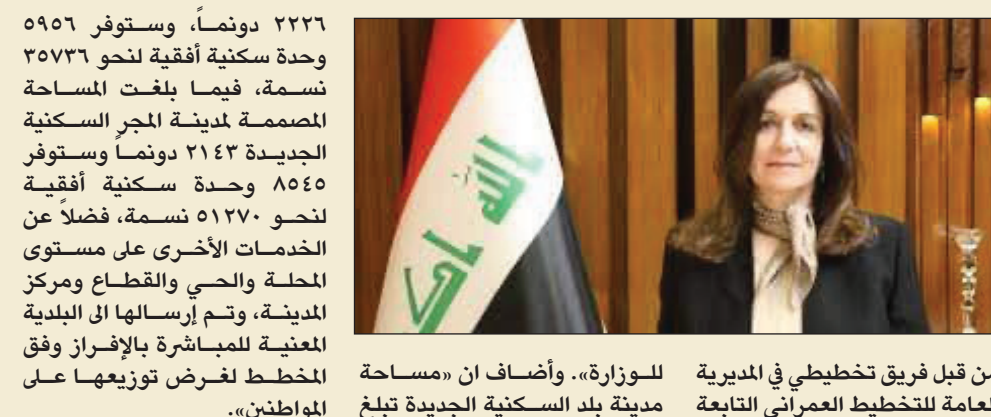 من قبل فريق تخطيطي في المديرية
العامة للتخطيط العمراني التابعة
للوزارة». وأضاف ان «مساحة
مدينة بلد السكنية الجديدة تبلغ
٢٢٢٦ دونماً، وستوفر ٥٩٥٦
وحدة سكنية أفقية لنحو ٣٥٧٣٦
نسمة، فيما بلغت المساحة
المصممة لمدينة المجر السكنية
الجديدة ٢١٤٣ دونماً وستوفر
٨٥٤٥ وحدة سكنية أفقية
لنحو ٥١٢٧٠ نسمة، فضلاً عن
الخدمات الأخرى على مستوى
المحلة والحي والقطاع ومركز
المدينة، وتم إرسالها الى البلدية
المعنية للمباشرة بالإفراز وفق
المخطط لغرض توزيعها على
المواطنين».
الله اكبر